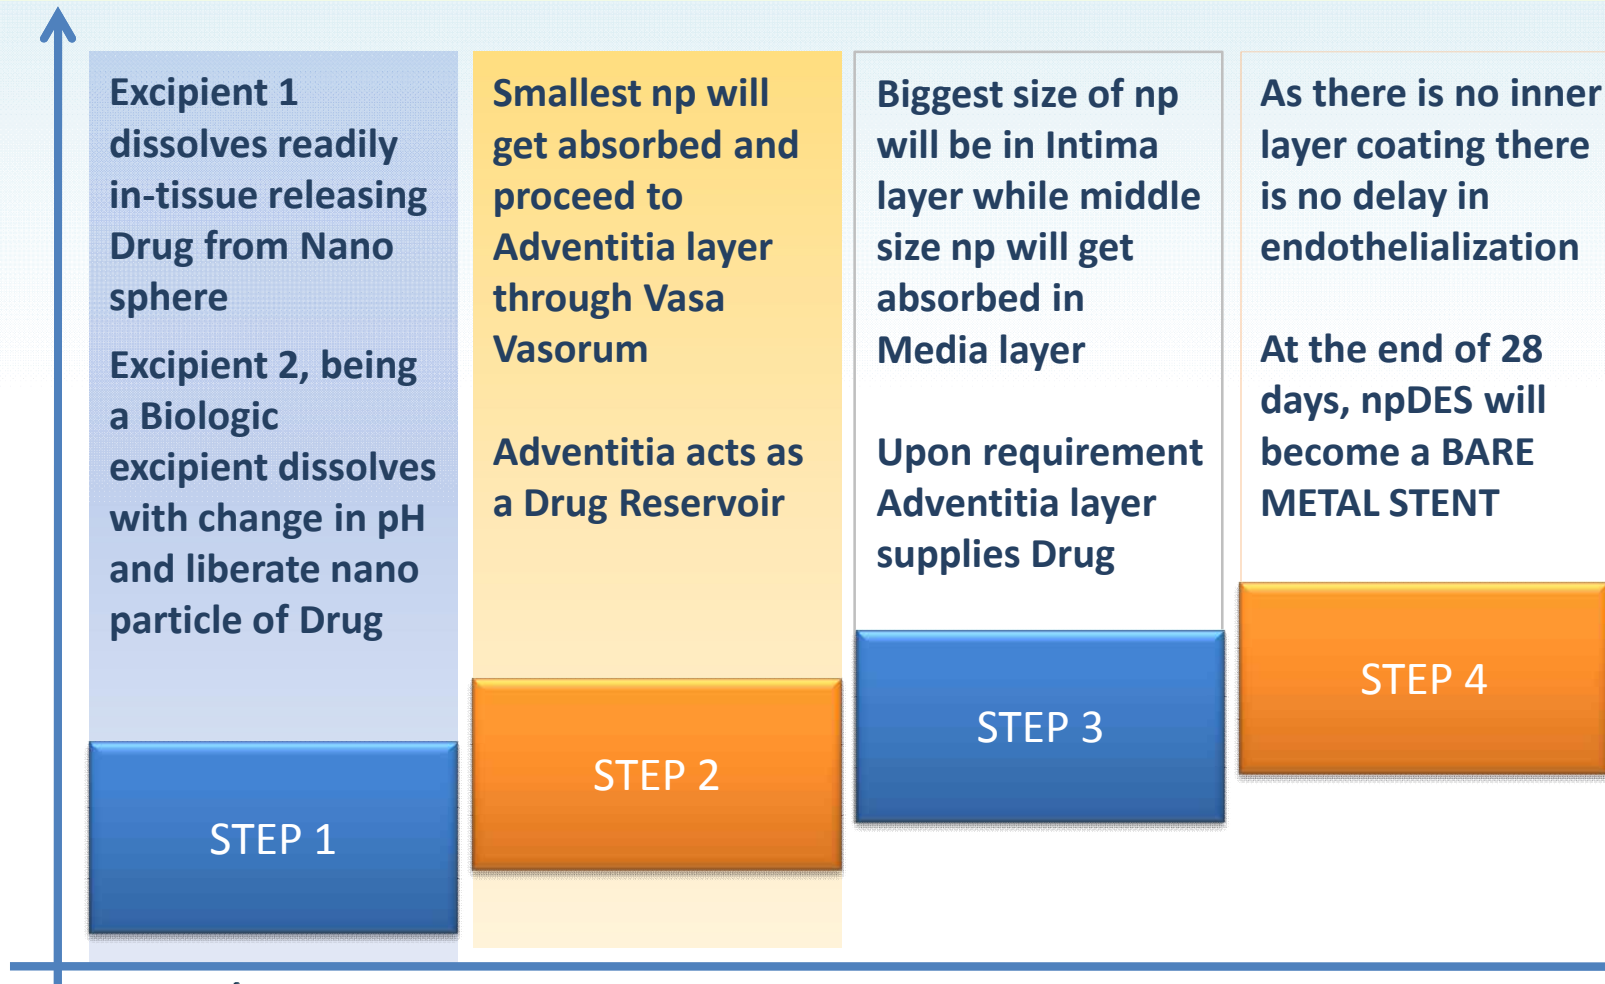 Excipient 1
dissolves readily
in-tissue releasing
Drug from Nano
sphere
Excipient 2, being
a Biologic
excipient dissolves
with change in pH
and liberate nano
particle of Drug
STEP 1
Smallest np will
get absorbed and
proceed to
Adventitia layer
through Vasa
Vasorum
Adventitia acts as
a Drug Reservoir
STEP 2
Biggest size of np
will be in Intima
layer while middle
size np will get
absorbed in
Media layer
Upon requirement
Adventitia layer
supplies Drug
STEP 3
As there is no inner
layer coating there
is no delay in
endothelialization
At the end of 28
days, npDES will
become a BARE
METAL STENT
STEP 4